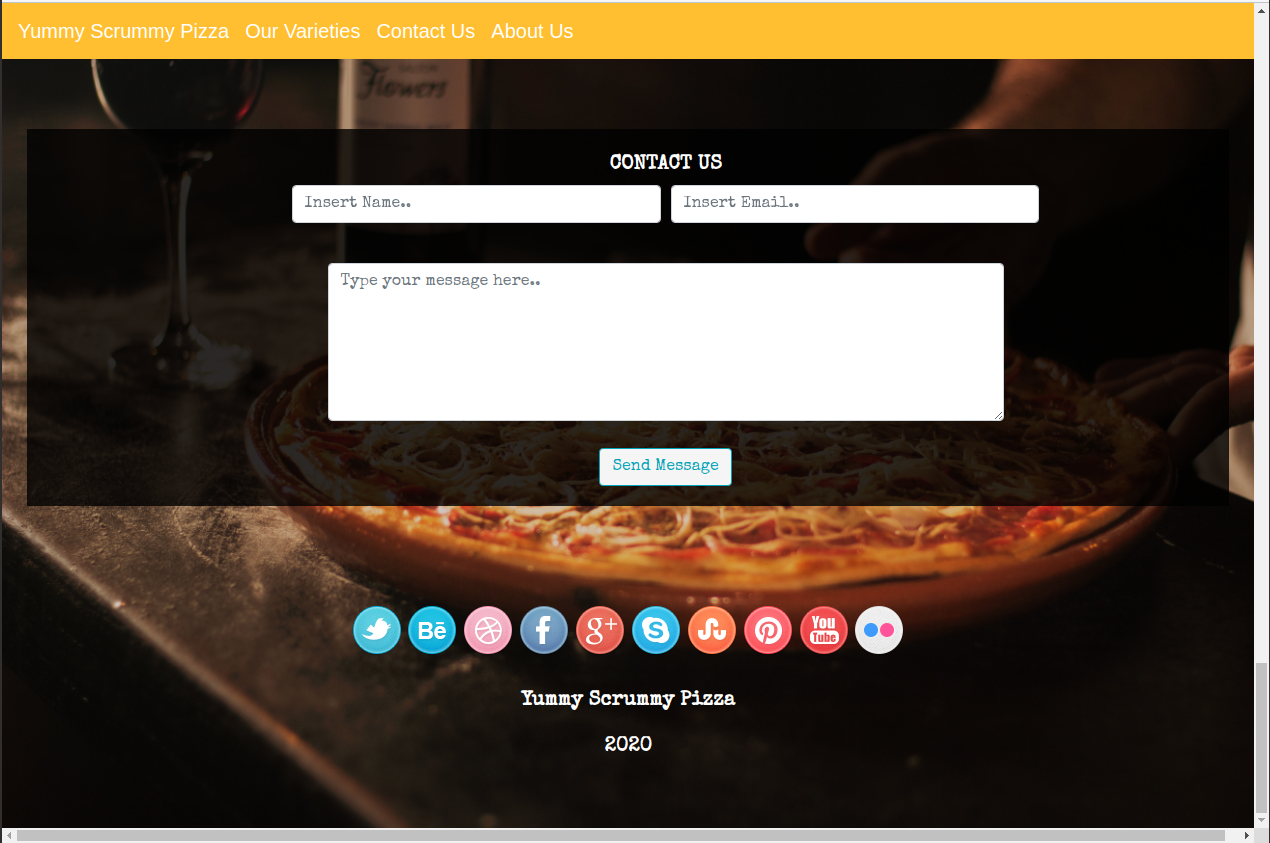 Yummy Scrummy Pizza Our Varieties Contact Us About Us
Flowers
CONTACT US
Insert Name.. Insert Email..
Type your message here..
Send Message
Bē f g+ S You Tube
Yummy Scrummy Pizza
2020